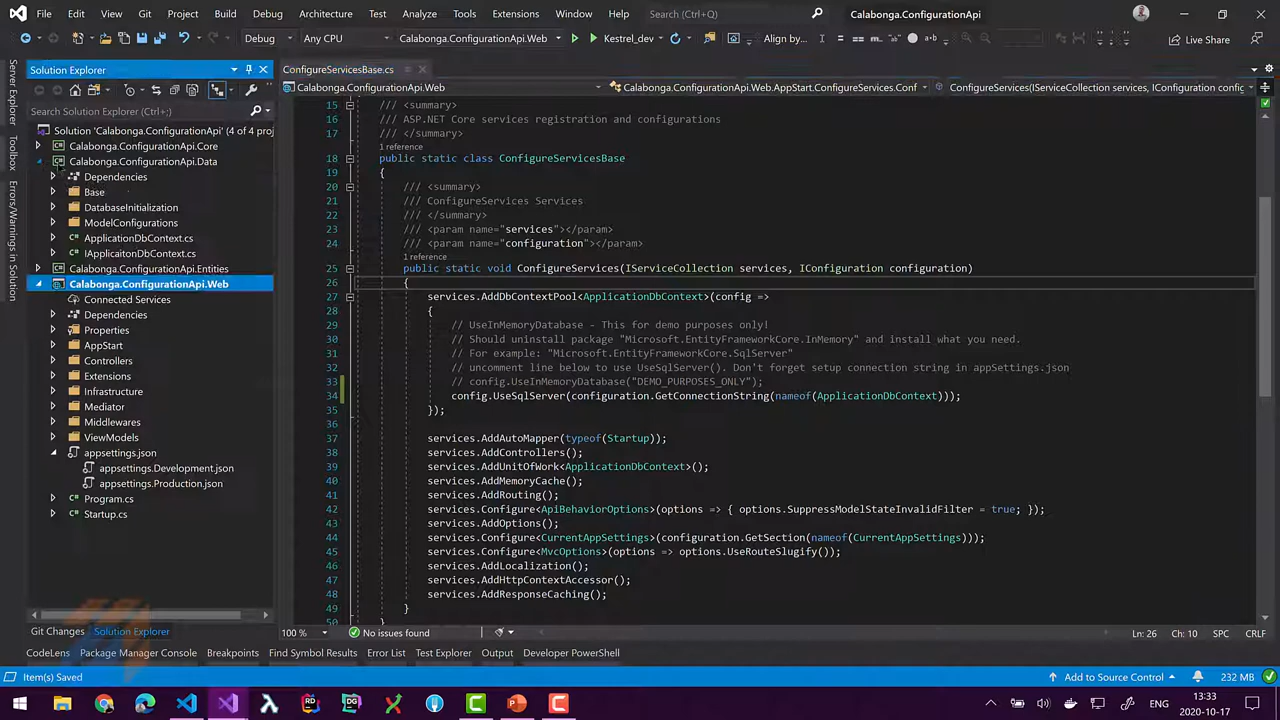 File Edit View Git Project Build Debug Architecture Test Analyze Tools Extensions Window Help Search (Ctrl+Q) Calabonga.ConfigurationApi
Debug Any CPU Calabonga.ConfigurationApi.Web Kestrel_dev Align by... Live Share
Server Explorer
Toolbox
Errors/Warnings in Solution
Solution Explorer
Search Solution Explorer (Ctrl+;)
Solution 'Calabonga.ConfigurationApi' (4 of 4 proj
Calabonga.ConfigurationApi.Core
Calabonga.ConfigurationApi.Data
Dependencies
Base
DatabaseInitialization
ModelConfigurations
ApplicationDbContext.cs
IApplicaitonDbContext.cs
Calabonga.ConfigurationApi.Entities
Calabonga.ConfigurationApi.Web
Connected Services
Dependencies
Properties
AppStart
Controllers
Extensions
Infrastructure
Mediator
Middlewares
ViewModels
appsettings.json
appsettings.Development.json
appsettings.Production.json
Program.cs
Startup.cs
Git Changes Solution Explorer
ConfigureServicesBase.cs
Calabonga.ConfigurationApi.Web Calabonga.ConfigurationApi.Web.AppStart.ConfigureServices.Conf ConfigureServices(IServiceCollection services, IConfiguration config
15 /// <summary>
16 /// ASP.NET Core services registration and configurations
17 /// </summary>
1 reference
18 public static class ConfigureServicesBase
19 {
20 /// <summary>
21 /// ConfigureServices Services
22 /// </summary>
23 /// <param name="services"></param>
24 /// <param name="configuration"></param>
1 reference
25 public static void ConfigureServices(IServiceCollection services, IConfiguration configuration)
26 {
27 services.AddDbContextPool<ApplicationDbContext>(config =>
28 {
29 // UseInMemoryDatabase - This for demo purposes only!
30 // Should uninstall package "Microsoft.EntityFrameworkCore.InMemory" and install what you need.
31 // For example: "Microsoft.EntityFrameworkCore.SqlServer"
32 // uncomment line below to use UseSqlServer(). Don't forget setup connection string in appSettings.json
33 // config.UseInMemoryDatabase("DEMO_PURPOSES_ONLY");
34 config.UseSqlServer(configuration.GetConnectionString(nameof(ApplicationDbContext)));
35 });
36
37 services.AddAutoMapper(typeof(Startup));
38 services.AddControllers();
39 services.AddUnitOfWork<ApplicationDbContext>();
40 services.AddMemoryCache();
41 services.AddRouting();
42 services.Configure<ApiBehaviorOptions>(options => { options.SuppressModelStateInvalidFilter = true; });
43 services.AddOptions();
44 services.Configure<CurrentAppSettings>(configuration.GetSection(nameof(CurrentAppSettings)));
45 services.Configure<MvcOptions>(options => options.UseRouteSlugify());
46 services.AddLocalization();
47 services.AddHttpContextAccessor();
48 services.AddResponseCaching();
49 }
50 }
100 % No issues found Ln: 26 Ch: 10 SPC CRLF
CodeLens Package Manager Console Breakpoints Find Symbol Results Error List Test Explorer Output Developer PowerShell
Item(s) Saved Add to Source Control 232 MB
ENG 13:33
2020-10-17